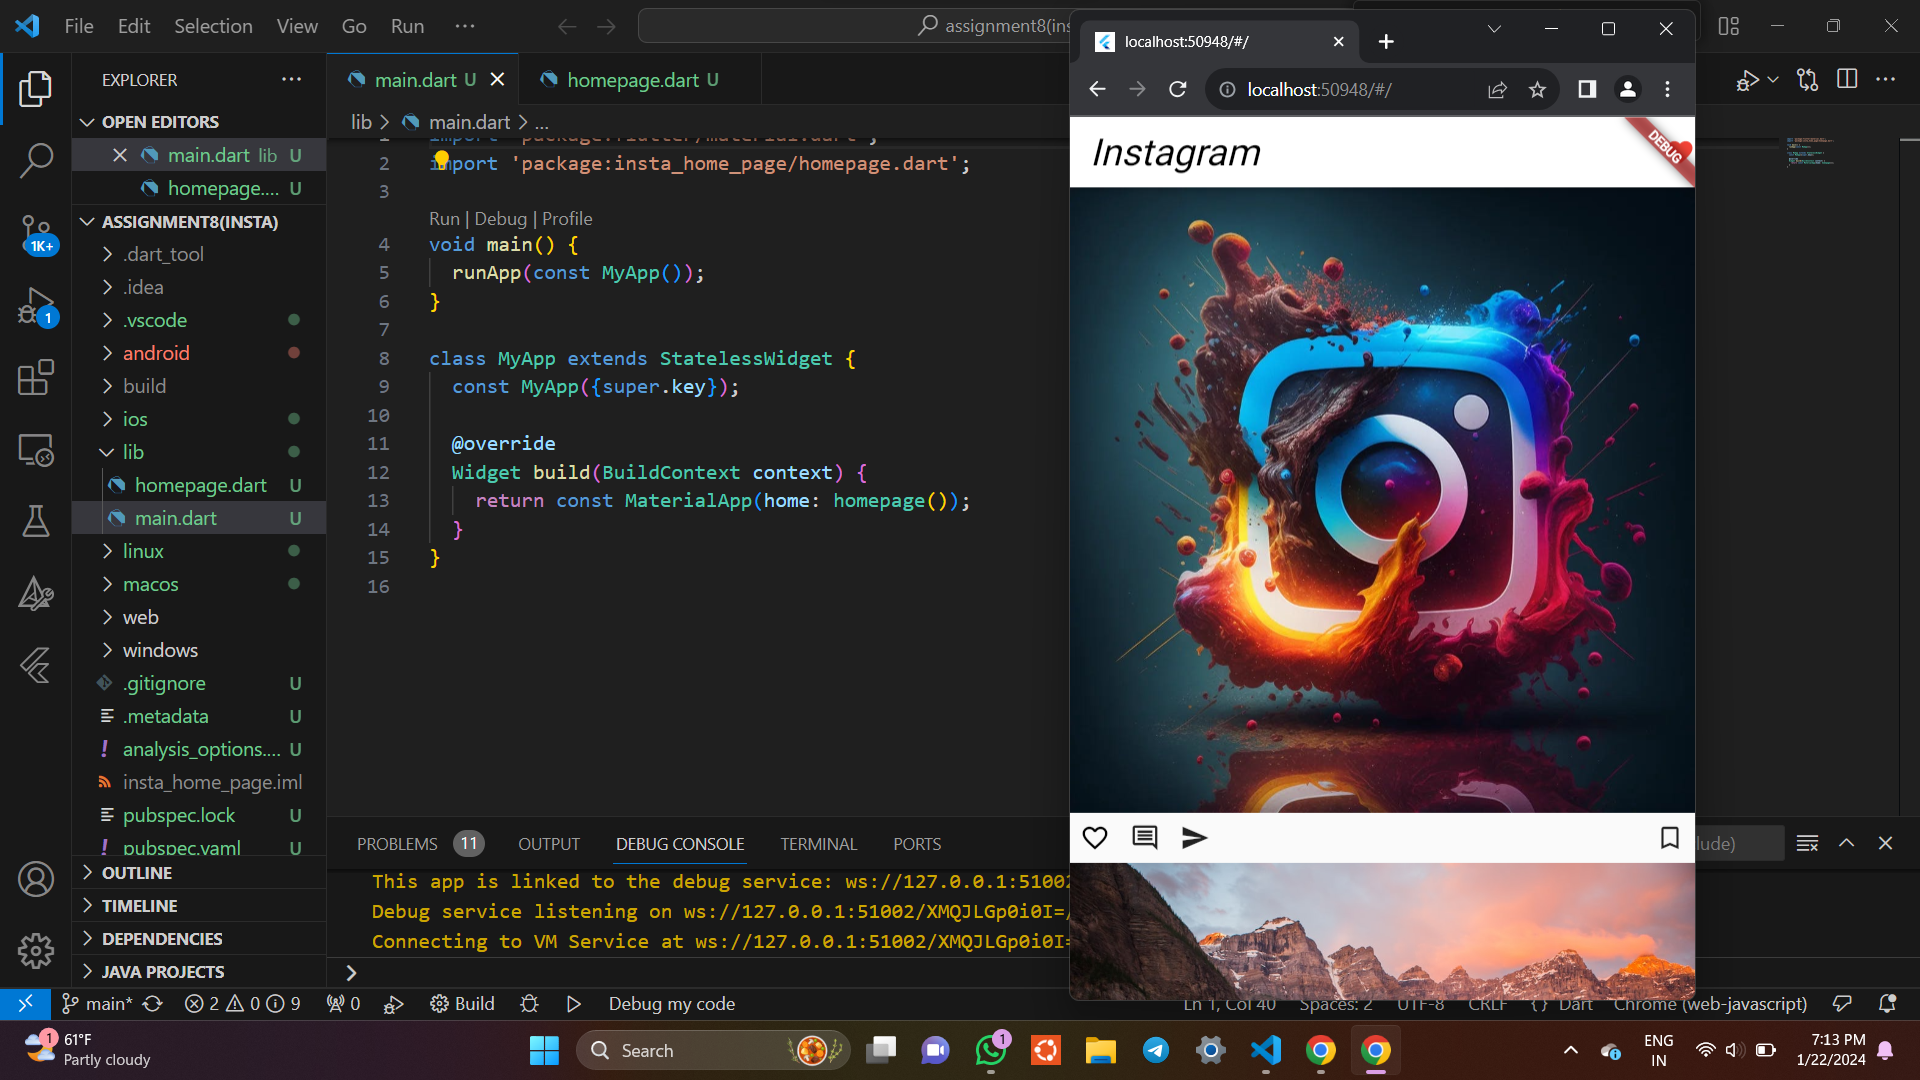 File Edit Selection View Go Run ...
assignment8(ins
EXPLORER
main.dart U
homepage.dart U
OPEN EDITORS
main.dart lib U
homepage.... U
ASSIGNMENT8(INSTA)
.dart_tool
.idea
.vscode
android
build
ios
lib
homepage.dart U
main.dart U
linux
macos
web
windows
.gitignore U
.metadata U
analysis_options.... U
insta_home_page.iml
pubspec.lock U
pubspec.yaml U
OUTLINE
TIMELINE
DEPENDENCIES
JAVA PROJECTS
1K+
1
lib > main.dart > ...
1 import 'package:flutter/material.dart';
2 import 'package:insta_home_page/homepage.dart';
3
Run | Debug | Profile
4 void main() {
5 runApp(const MyApp());
6 }
7
8 class MyApp extends StatelessWidget {
9 const MyApp({super.key});
10
11 @override
12 Widget build(BuildContext context) {
13 return const MaterialApp(home: homepage());
14 }
15 }
16
PROBLEMS 11 OUTPUT DEBUG CONSOLE TERMINAL PORTS
lude)
This app is linked to the debug service: ws://127.0.0.1:51002
Debug service listening on ws://127.0.0.1:51002/XMQJLGp0i0I=/
Connecting to VM Service at ws://127.0.0.1:51002/XMQJLGp0i0I=
localhost:50948/#/
localhost:50948/#/
Instagram
DEBUG
main* 2 0 9 0 Build Debug my code
Ln 1, Col 40 Spaces: 2 UTF-8 CRLF {} Dart Chrome (web-javascript)
1
61°F
Partly cloudy
Search
1
ENG
IN
7:13 PM
1/22/2024